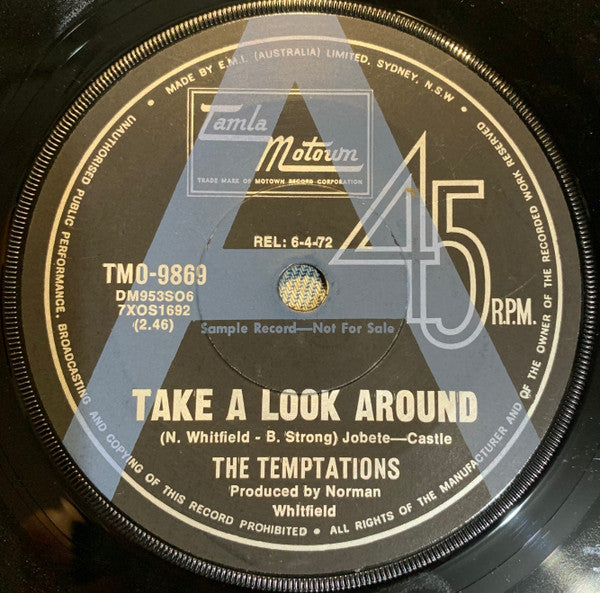 • MADE BY E.M.I. (AUSTRALIA) LIMITED, SYDNEY, N.S.W. •
Tamla
Motown
TRADE MARK OF MOTOWN RECORD CORPORATION
A
45
R.P.M.
REL: 6-4-72
TMO-9869
DM953SO6
7XOS1692
(2.46)
Sample Record—Not For Sale
TAKE A LOOK AROUND
(N. Whitfield - B. Strong) Jobete—Castle
THE TEMPTATIONS
Produced by Norman
Whitfield
UNAUTHORISED PUBLIC PERFORMANCE, BROADCASTING AND COPYING OF THIS RECORD PROHIBITED • ALL RIGHTS OF THE MANUFACTURER AND OF THE OWNER OF THE RECORDED WORK RESERVED